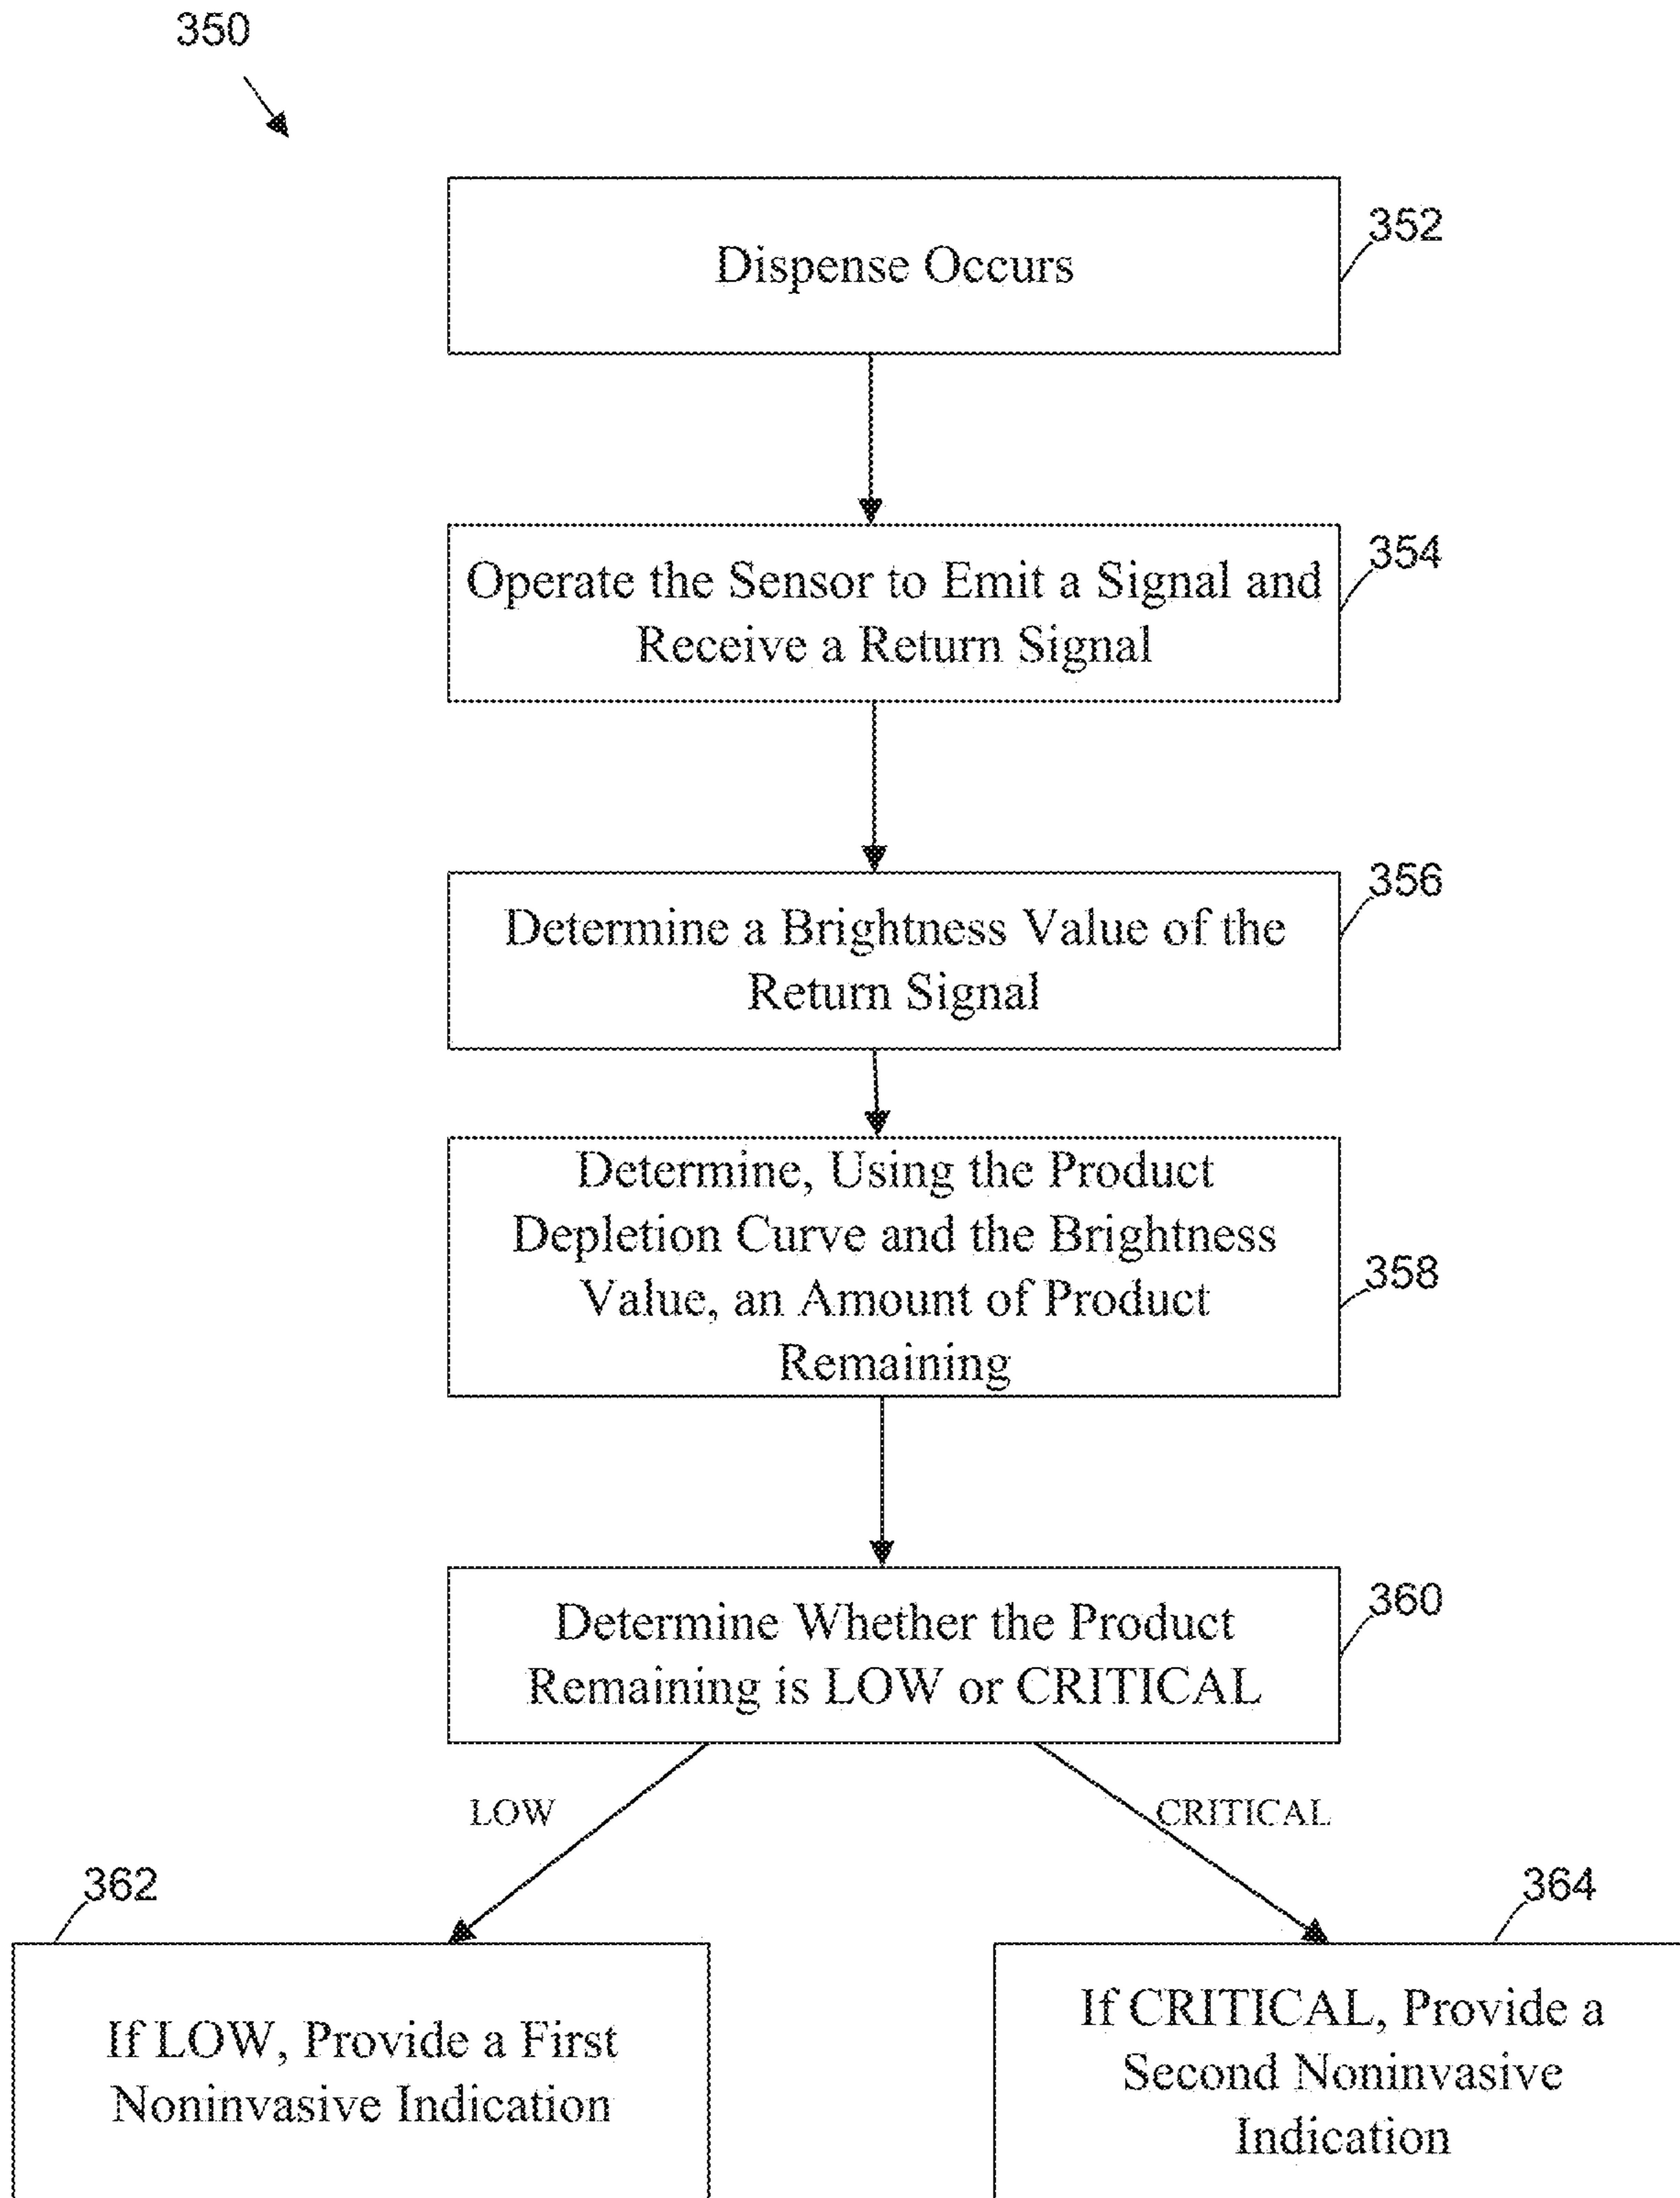 350
Dispense Occurs
352
Operate the Sensor to Emit a Signal and
Receive a Return Signal
354
Determine a Brightness Value of the
Return Signal
356
Determine, Using the Product
Depletion Curve and the Brightness
Value, an Amount of Product
Remaining
358
Determine Whether the Product
Remaining is LOW or CRITICAL
360
LOW
CRITICAL
362
If LOW, Provide a First
Noninvasive Indication
364
If CRITICAL, Provide a
Second Noninvasive
Indication